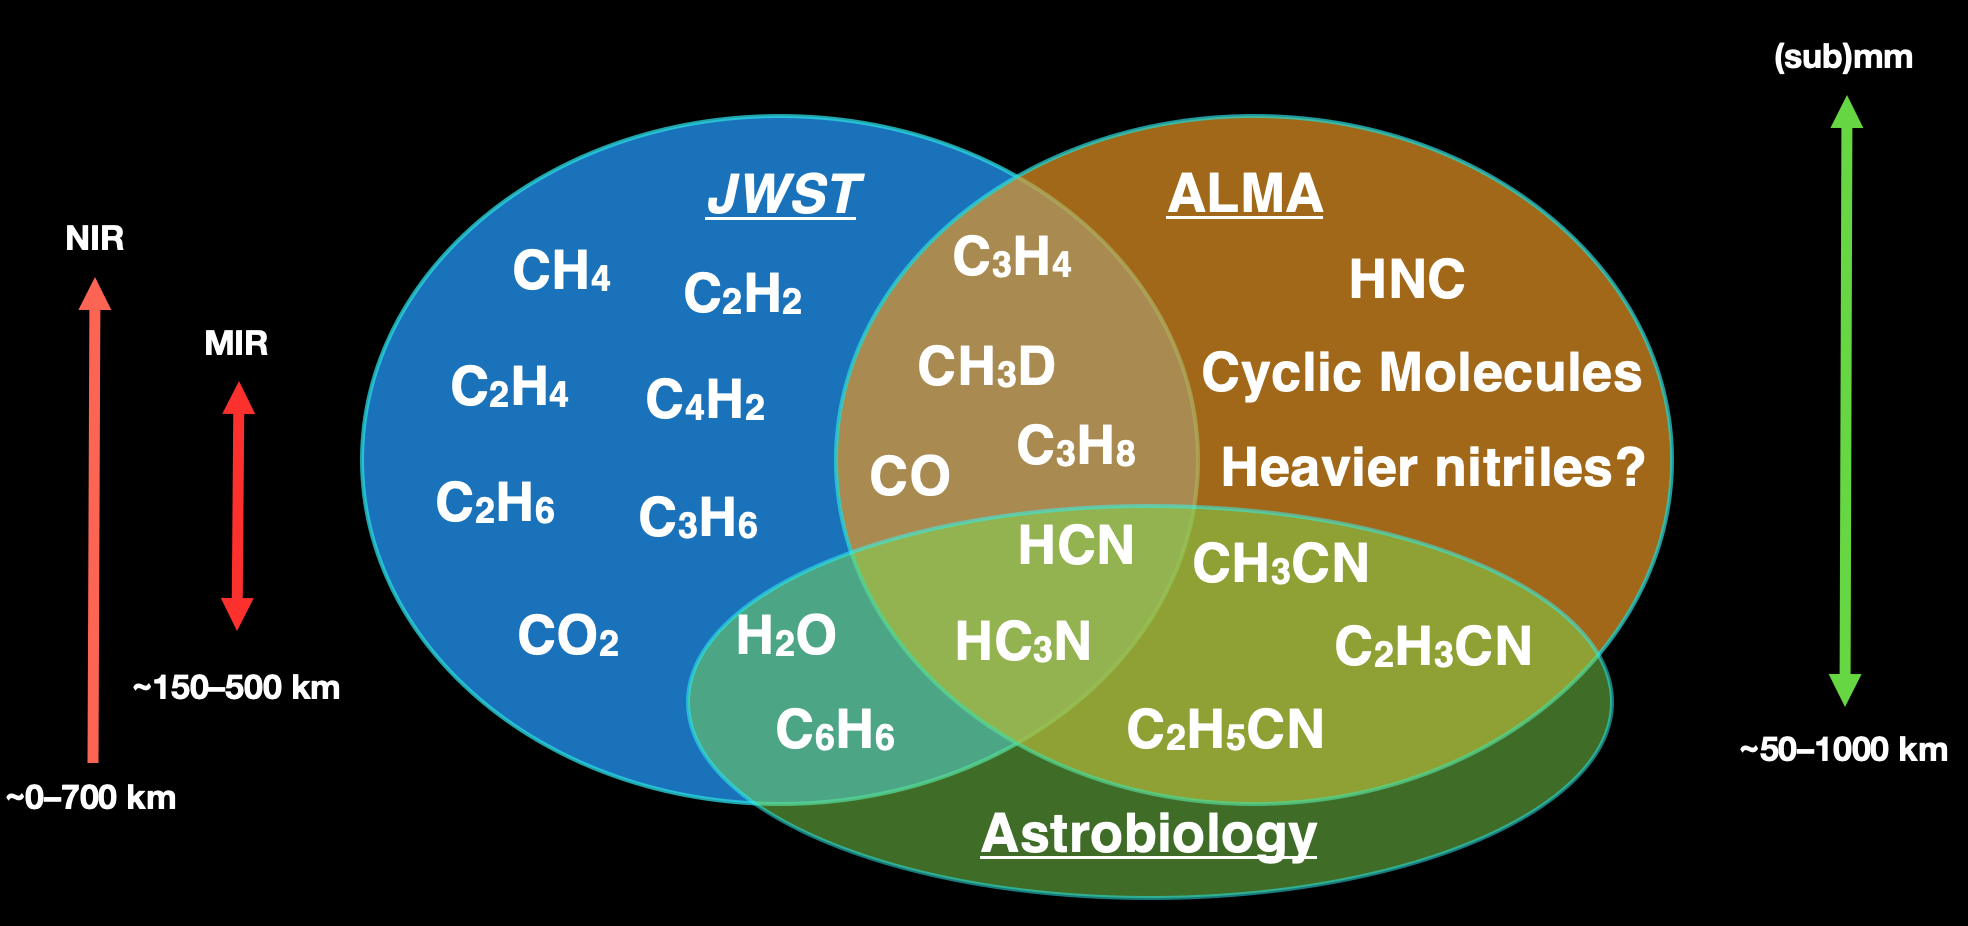 (sub)mm
JWST
ALMA
NIR
C₃H₄
CH₄
C₂H₂
HNC
MIR
CH₃D
Cyclic Molecules
C₂H₄
C₄H₂
C₃H₈
CO
Heavier nitriles?
C₂H₆
C₃H₆
HCN
CH₃CN
CO₂
H₂O
HC₃N
C₂H₃CN
~150–500 km
C₆H₆
C₂H₅CN
~50–1000 km
~0–700 km
Astrobiology